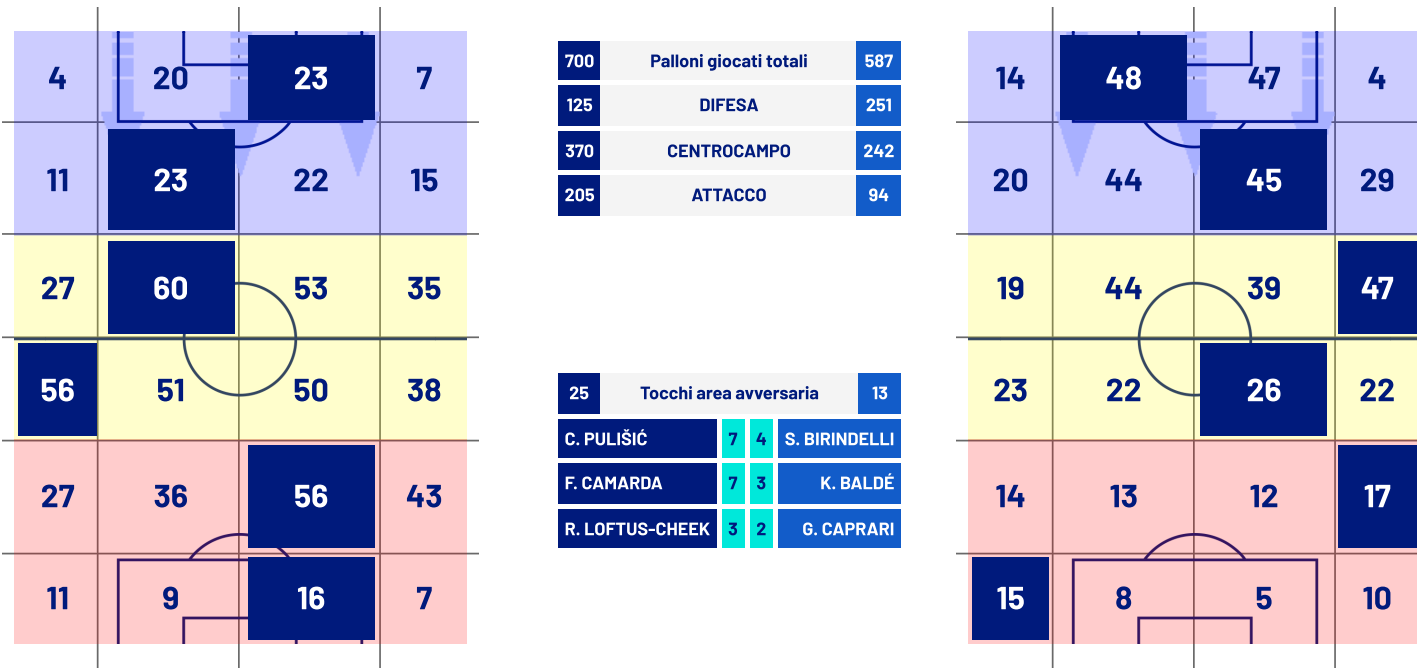 4 20 23 7
11 23 22 15
27 60 53 35
56 51 50 38
27 36 56 43
11 9 16 7
700 Palloni giocati totali 587
125 DIFESA 251
370 CENTROCAMPO 242
205 ATTACCO 94
25 Tocchi area avversaria 13
C. PULIŠIĆ 7 4 S. BIRINDELLI
F. CAMARDA 7 3 K. BALDÉ
R. LOFTUS-CHEEK 3 2 G. CAPRARI
14 48 47 4
20 44 45 29
19 44 39 47
23 22 26 22
14 13 12 17
15 8 5 10